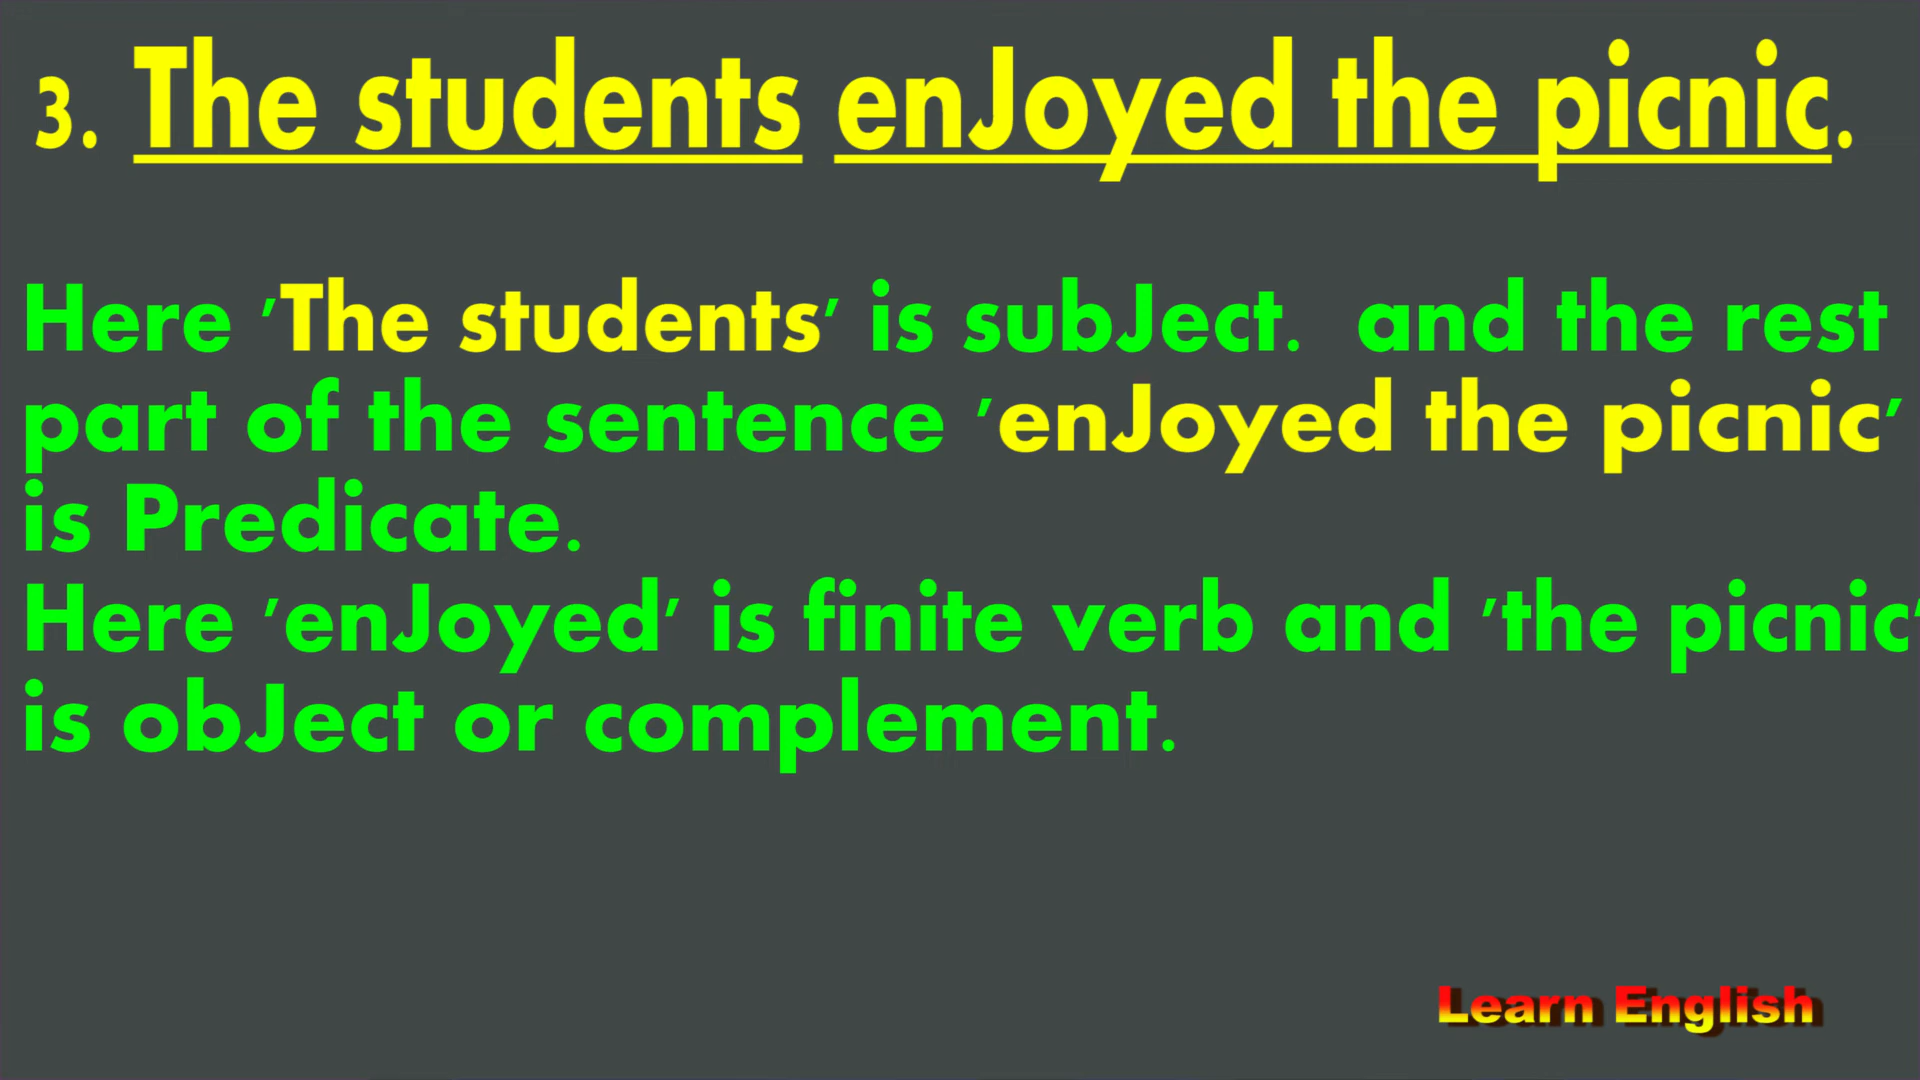 3. The students enJoyed the picnic.
Here 'The students' is subJect.  and the rest
part of the sentence 'enJoyed the picnic'
is Predicate.
Here 'enJoyed' is finite verb and 'the picnic'
is obJect or complement.
Learn English